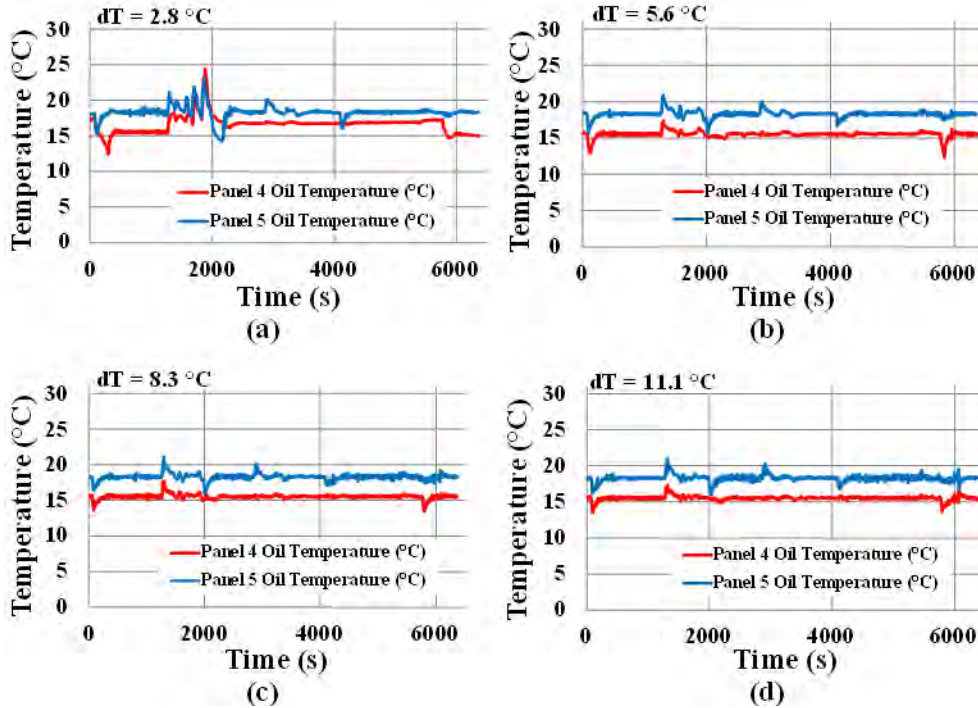 dT = 2.8 °C
Temperature (°C)
30
25
20
15
10
5
0
Panel 4 Oil Temperature (°C)
Panel 5 Oil Temperature (°C)
0 2000 4000 6000
Time (s)
(a)
dT = 5.6 °C
Temperature (°C)
30
25
20
15
10
5
0
Panel 4 Oil Temperature (°C)
Panel 5 Oil Temperature (°C)
0 2000 4000 6000
Time (s)
(b)
dT = 8.3 °C
Temperature (°C)
30
25
20
15
10
5
0
Panel 4 Oil Temperature (°C)
Panel 5 Oil Temperature (°C)
0 2000 4000 6000
Time (s)
(c)
dT = 11.1 °C
Temperature (°C)
30
25
20
15
10
5
0
Panel 4 Oil Temperature (°C)
Panel 5 Oil Temperature (°C)
0 2000 4000 6000
Time (s)
(d)